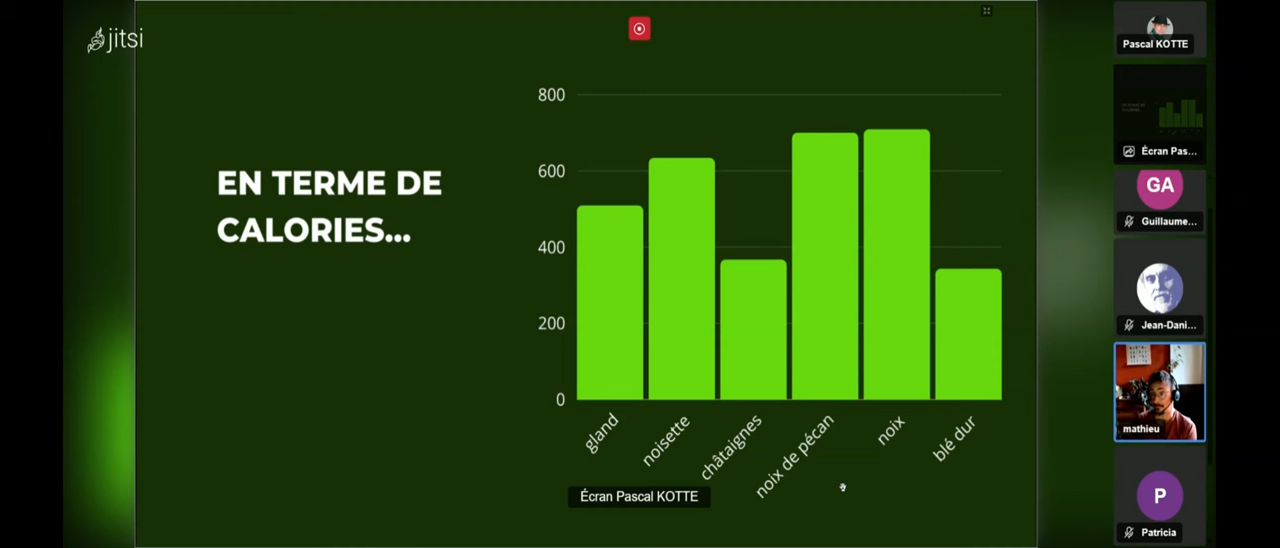 jitsi
EN TERME DE
CALORIES...
800
600
400
200
0
gland
noisette
châtaignes
noix de pécan
noix
blé dur
Écran Pascal KOTTE
Pascal KOTTE
Écran Pas...
GA
Guillaume...
Jean-Dani...
mathieu
P
Patricia